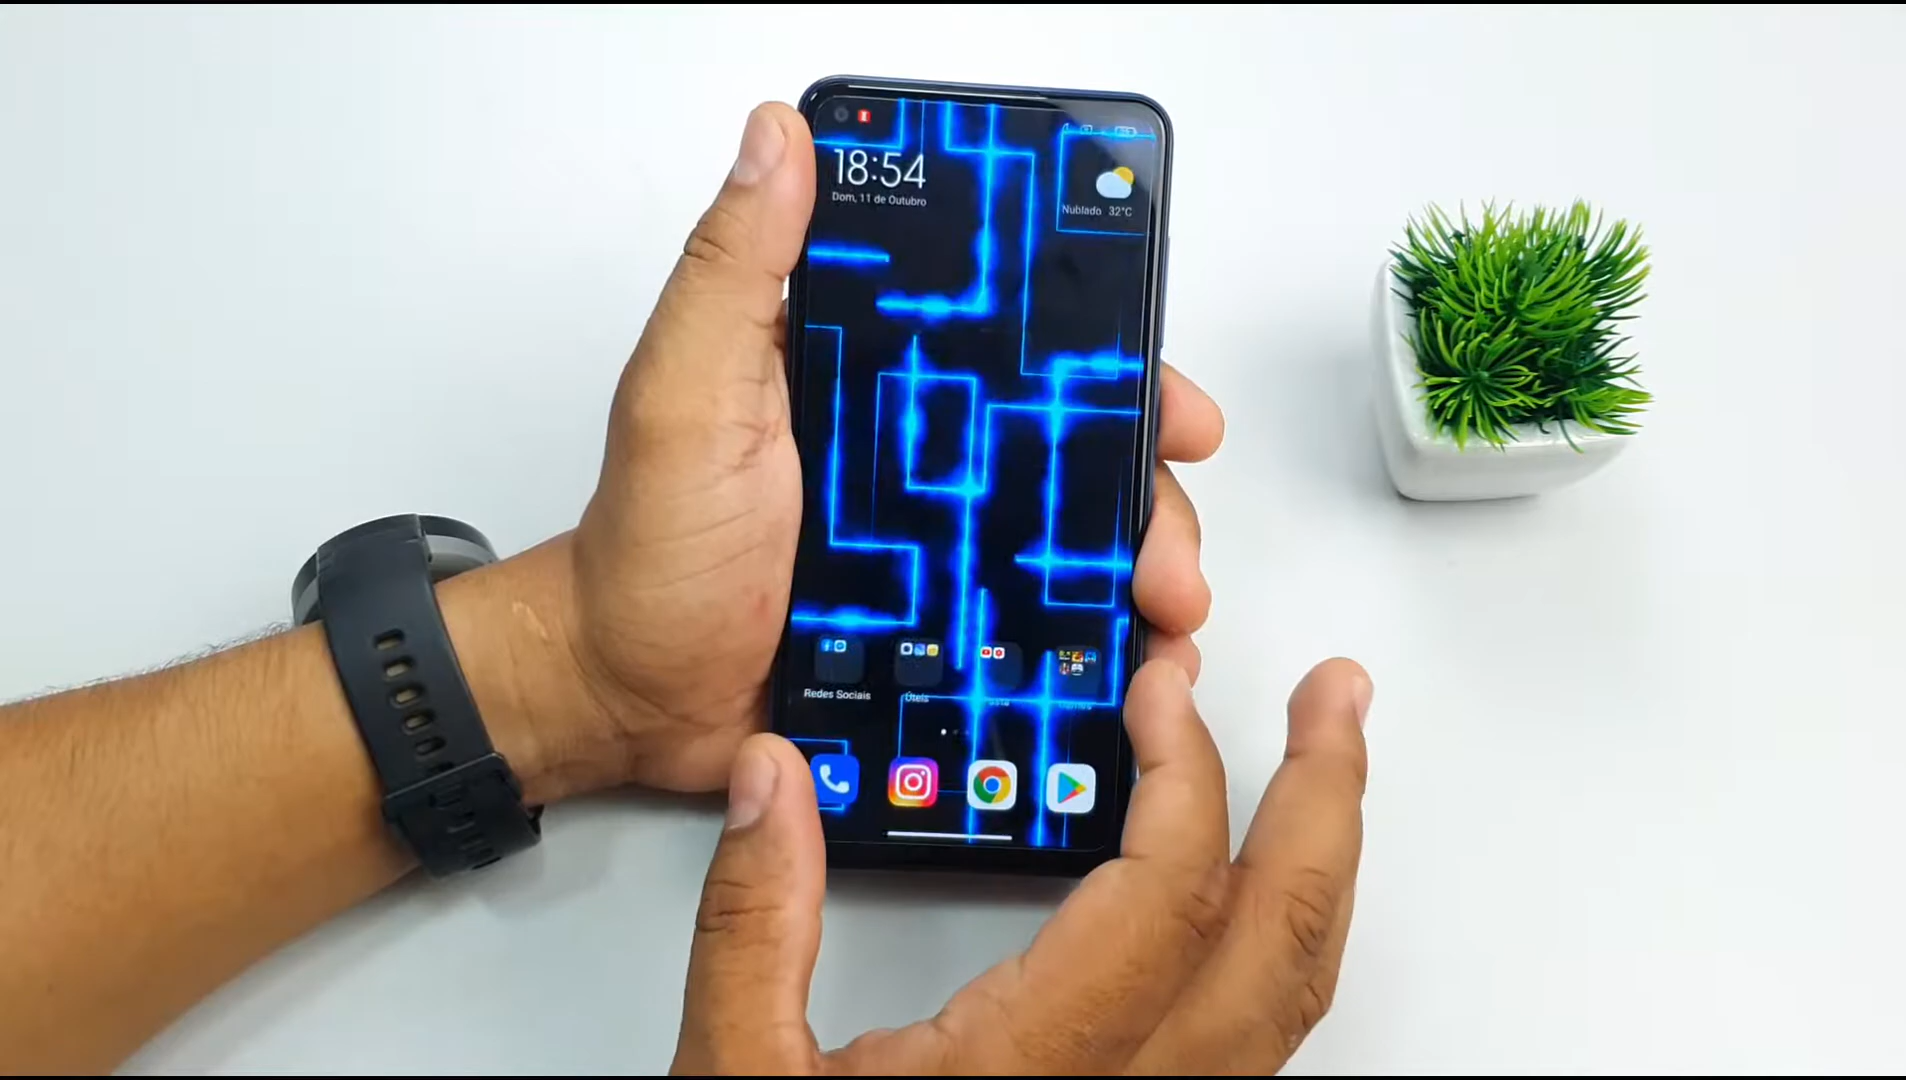 18:54
Dom, 11 de Outubro
Nublado 32°C
Redes Sociais
Úteis